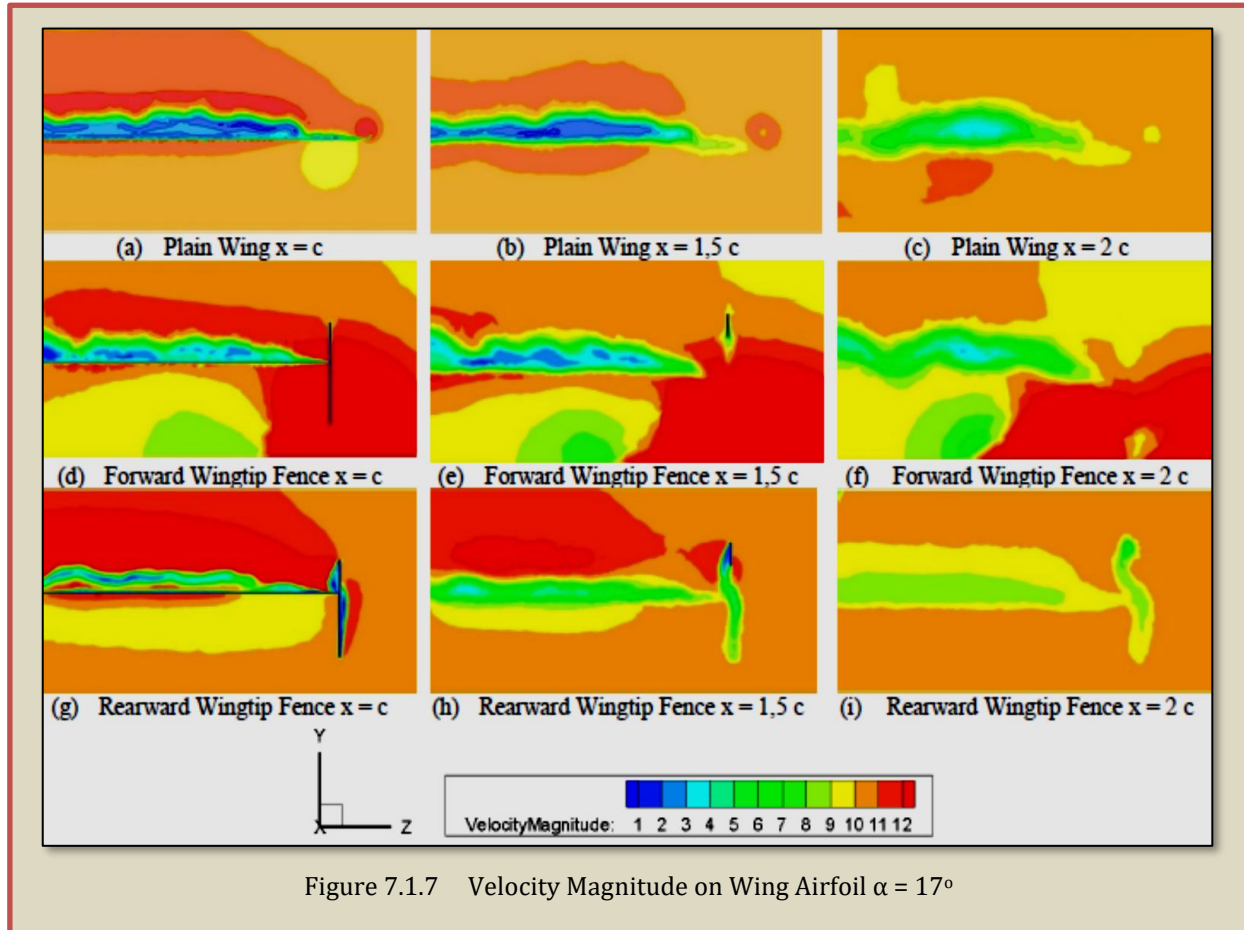 (a) Plain Wing x = c
(b) Plain Wing x = 1,5 c
(c) Plain Wing x = 2 c
(d) Forward Wingtip Fence x = c
(e) Forward Wingtip Fence x = 1,5 c
(f) Forward Wingtip Fence x = 2 c
(g) Rearward Wingtip Fence x = c
(h) Rearward Wingtip Fence x = 1,5 c
(i) Rearward Wingtip Fence x = 2 c
Y
X
Z
VelocityMagnitude: 1 2 3 4 5 6 7 8 9 10 11 12
Figure 7.1.7 Velocity Magnitude on Wing Airfoil α = 17º